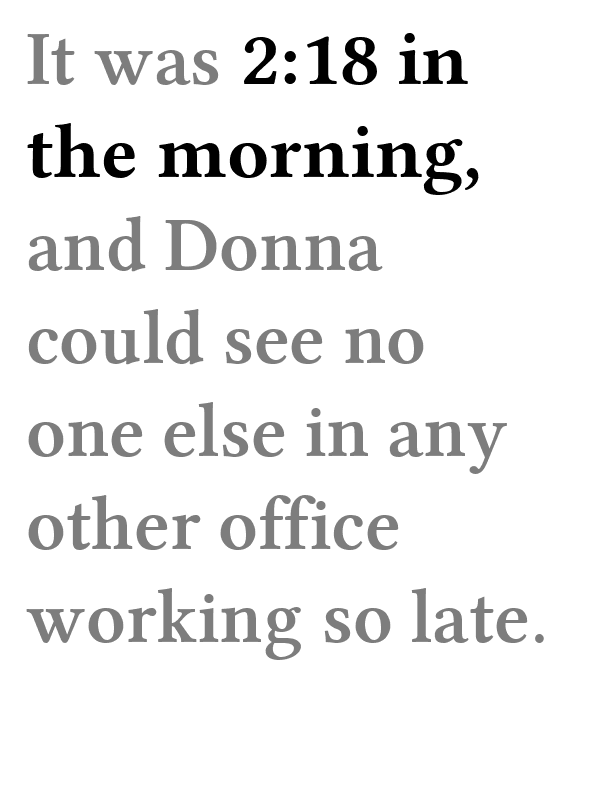 It was 2:18 in
the morning,
and Donna
could see no
one else in any
other office
working so late.